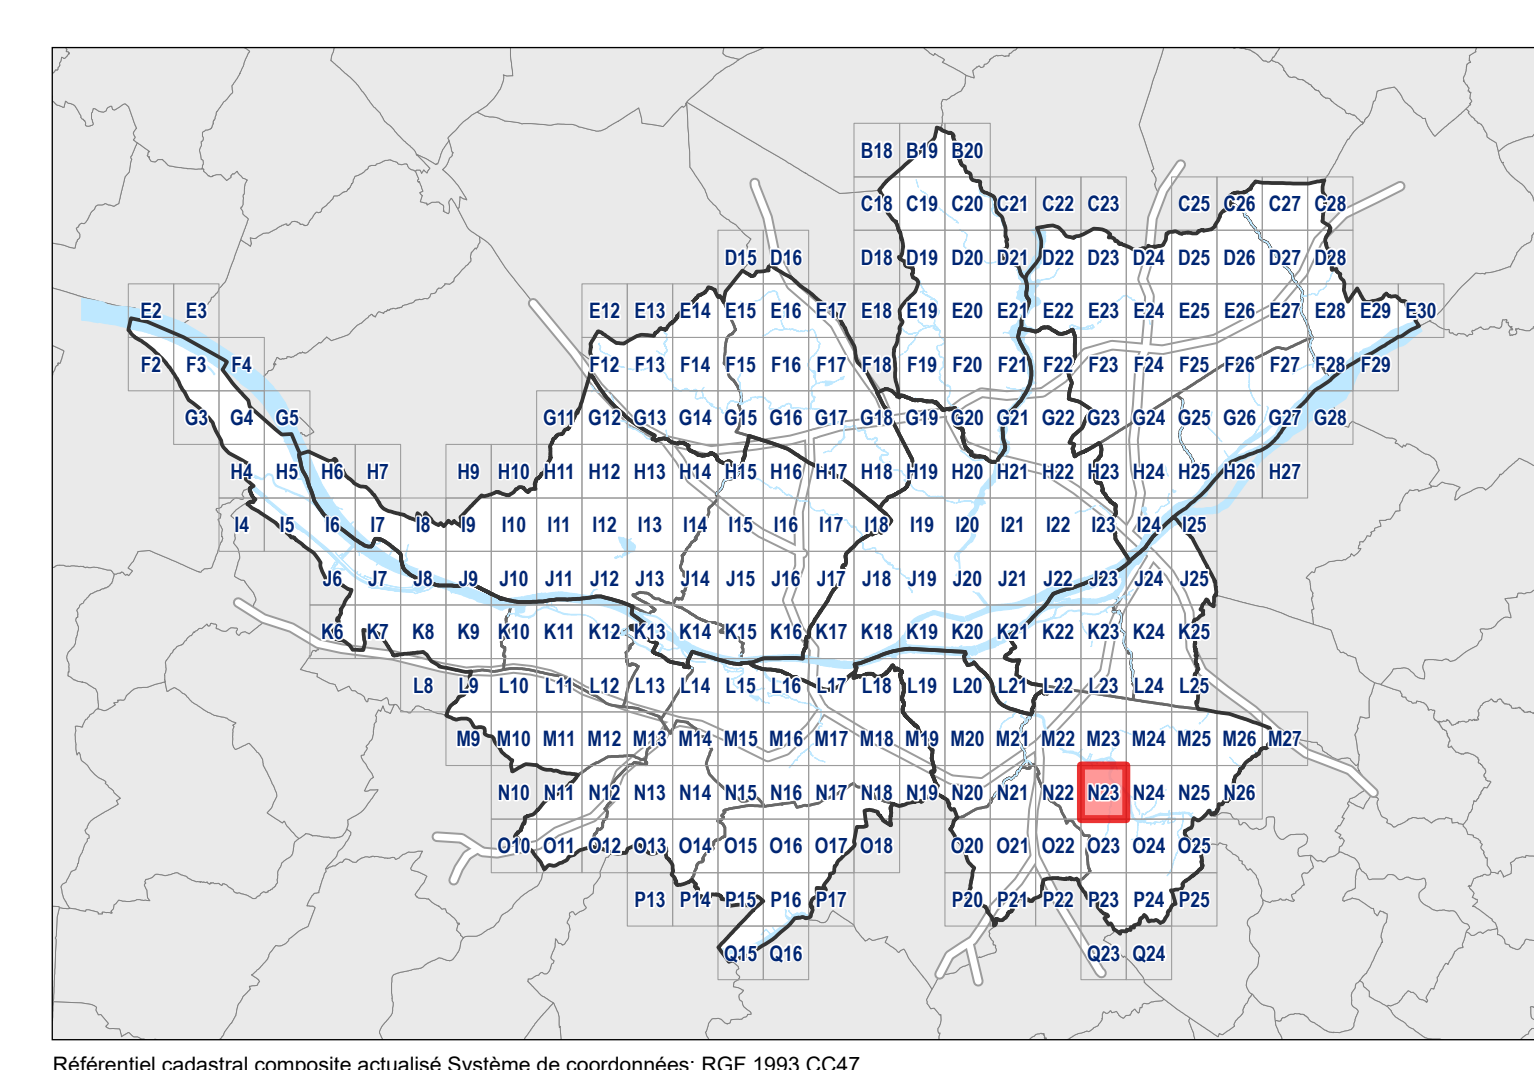 B18 B19 B20
C18 C19 C20 C21 C22 C23 C25 C26 C27 C28
D15 D16 D18 D19 D20 D21 D22 D23 D24 D25 D26 D27 D28
E2 E3 E12 E13 E14 E15 E16 E17 E18 E19 E20 E21 E22 E23 E24 E25 E26 E27 E28 E29 E30
F2 F3 F4 F12 F13 F14 F15 F16 F17 F18 F19 F20 F21 F22 F23 F24 F25 F26 F27 F28 F29
G3 G4 G5 G11 G12 G13 G14 G15 G16 G17 G18 G19 G20 G21 G22 G23 G24 G25 G26 G27 G28
H4 H5 H6 H7 H9 H10 H11 H12 H13 H14 H15 H16 H17 H18 H19 H20 H21 H22 H23 H24 H25 H26 H27
I4 I5 I6 I7 I8 I9 I10 I11 I12 I13 I14 I15 I16 I17 I18 I19 I20 I21 I22 I23 I24 I25
J6 J7 J8 J9 J10 J11 J12 J13 J14 J15 J16 J17 J18 J19 J20 J21 J22 J23 J24 J25
K6 K7 K8 K9 K10 K11 K12 K13 K14 K15 K16 K17 K18 K19 K20 K21 K22 K23 K24 K25
L8 L9 L10 L11 L12 L13 L14 L15 L16 L17 L18 L19 L20 L21 L22 L23 L24 L25
M9 M10 M11 M12 M13 M14 M15 M16 M17 M18 M19 M20 M21 M22 M23 M24 M25 M26 M27
N10 N11 N12 N13 N14 N15 N16 N17 N18 N19 N20 N21 N22 N23 N24 N25 N26
O10 O11 O12 O13 O14 O15 O16 O17 O18 O20 O21 O22 O23 O24 O25
P13 P14 P15 P16 P17 P20 P21 P22 P23 P24 P25
Q15 Q16 Q23 Q24
Référentiel cadastral composite actualisé Système de coordonnées: RGF 1993 CC47